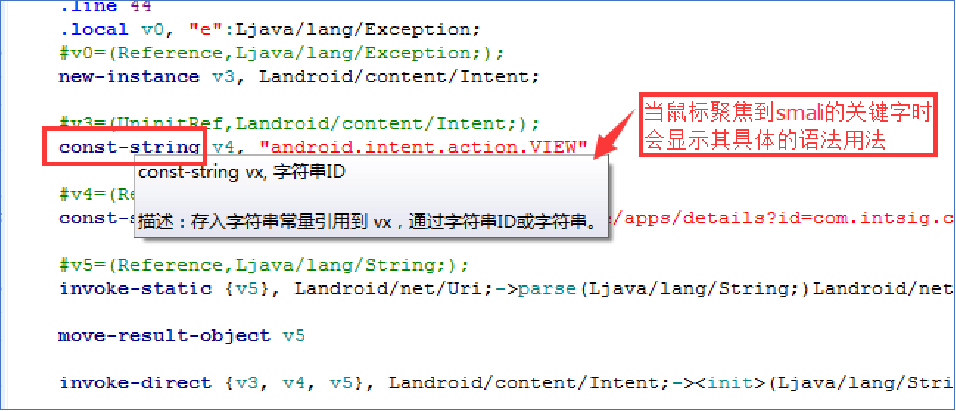 .line 44
.local v0, "e":Ljava/lang/Exception;
#v0=(Reference,Ljava/lang/Exception;);
new-instance v3, Landroid/content/Intent;
当鼠标聚焦到smali的关键字时
会显示其具体的语法用法
#v3=(UninitRef,Landroid/content/Intent;);
const-string v4, "android.intent.action.VIEW"
const-string vx, 字符串ID
描述：存入字符串常量引用到 vx，通过字符串ID或字符串。
#v4=(Re
const-s /apps/details?id=com.intsig.c
#v5=(Reference,Ljava/lang/String;);
invoke-static {v5}, Landroid/net/Uri;->parse(Ljava/lang/String;)Landroid/net
move-result-object v5
invoke-direct {v3, v4, v5}, Landroid/content/Intent;-><init>(Ljava/lang/Stri